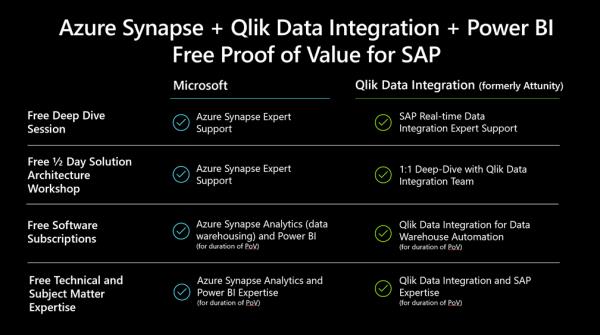 Azure Synapse + Qlik Data Integration + Power BI
Free Proof of Value for SAP
Microsoft
Qlik Data Integration (formerly Attunity)
Free Deep Dive
Session
Azure Synapse Expert
Support
SAP Real-time Data
Integration Expert Support
Free ½ Day Solution
Architecture
Workshop
Azure Synapse Expert
Support
1:1 Deep-Dive with Qlik Data
Integration Team
Free Software
Subscriptions
Azure Synapse Analytics (data
warehousing) and Power BI
(for duration of PoV)
Qlik Data Integration for Data
Warehouse Automation
(for duration of PoV)
Free Technical and
Subject Matter
Expertise
Azure Synapse Analytics and
Power BI Expertise
(for duration of PoV)
Qlik Data Integration and SAP
Expertise
(for duration of PoV)